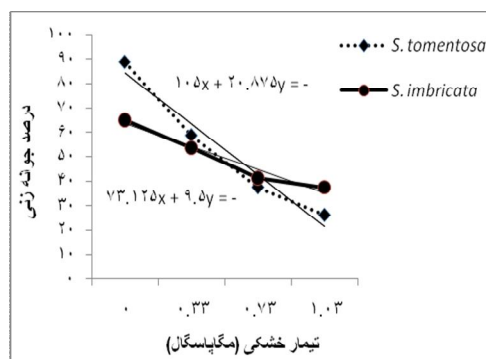 ۱۰۰
۹۰
۸۰
۷۰
۶۰
۵۰
۴۰
۳۰
۲۰
۱۰
۰
درصد جوانه زنی
۱۰۵x + ۲۰.۸۷۵y = -
۷۳.۱۲۵x + ۹.۵y = -
۰ ۰.۳۳ ۰.۷۳ ۱.۰۳
تیمار خشکی (مگاپاسگال)
S. tomentosa
S. imbricata